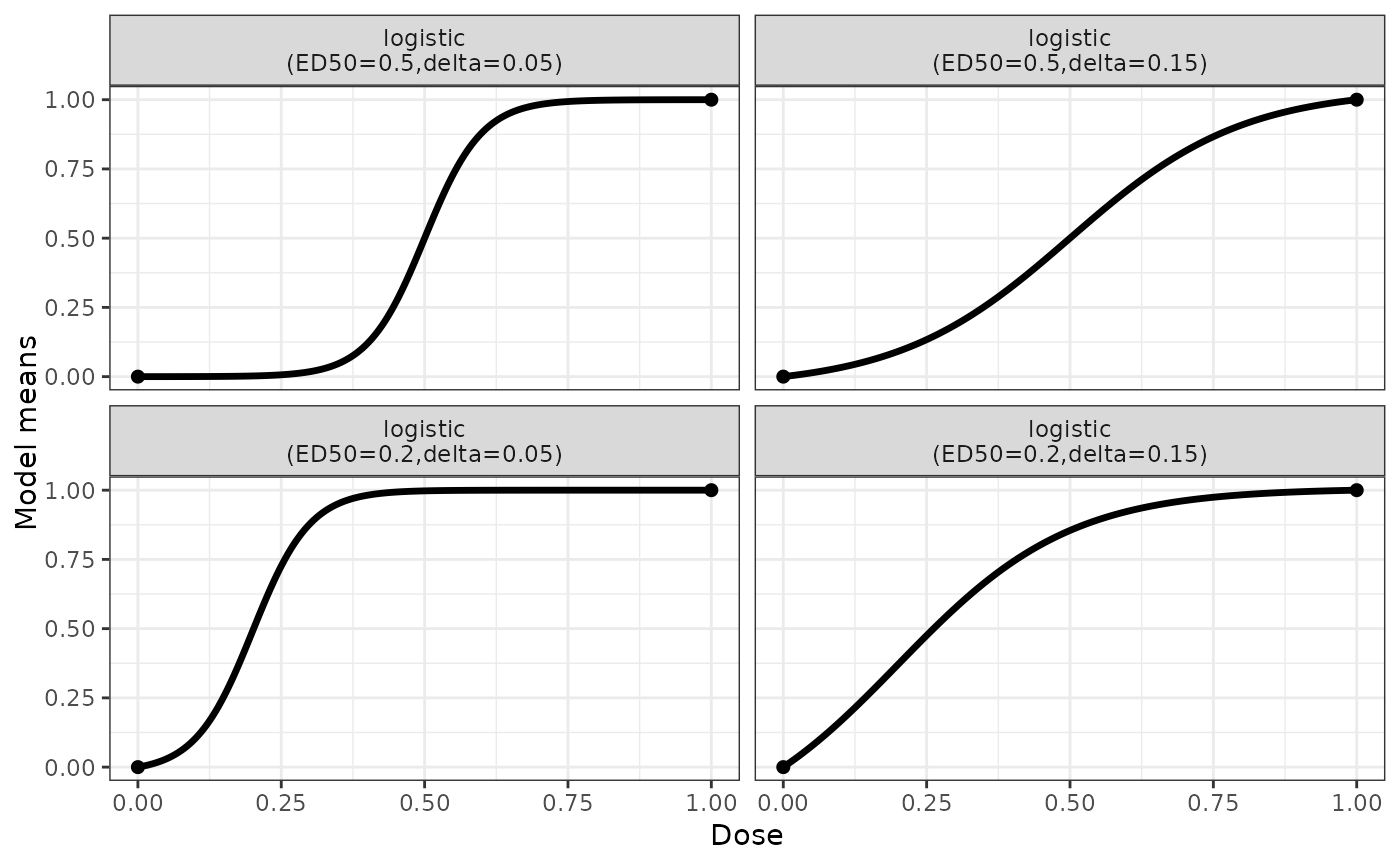 logistic
(ED50=0.5,delta=0.05)
logistic
(ED50=0.5,delta=0.15)
1.00
0.75
0.50
0.25
0.00
Model means
logistic
(ED50=0.2,delta=0.05)
logistic
(ED50=0.2,delta=0.15)
1.00
0.75
0.50
0.25
0.00
0.00 0.25 0.50 0.75 1.00
0.00 0.25 0.50 0.75 1.00
Dose